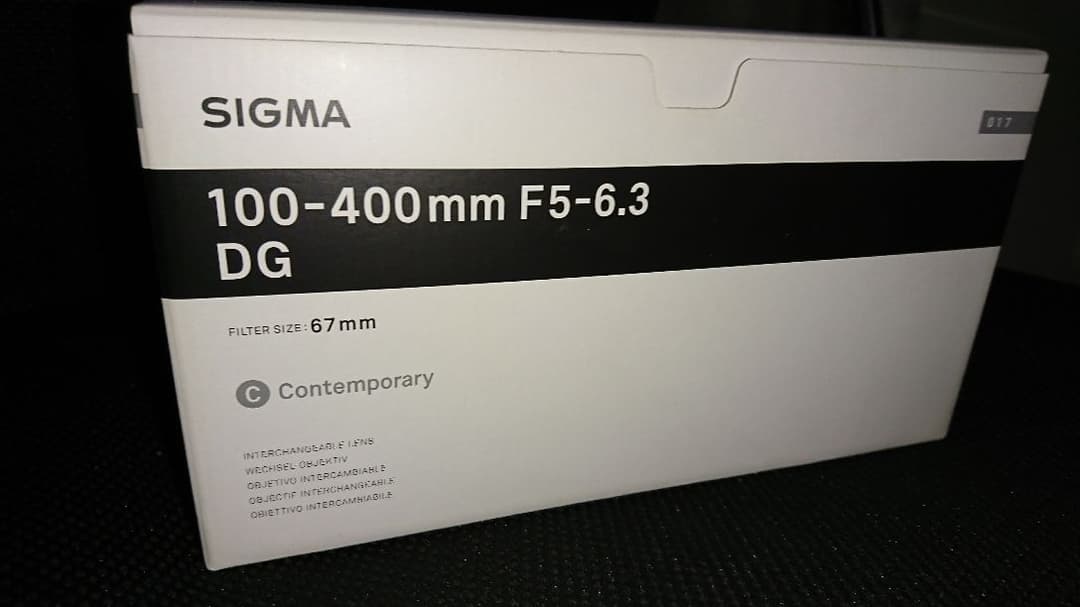 SIGMA
017
100-400mm F5-6.3
DG
FILTER SIZE: 67mm
C Contemporary
INTERCHANGEABLE LENS
WECHSEL-OBJEKTIV
OBJETIVO INTERCAMBIABLE
OBJECTIF INTERCHANGEABLE
OBIETTIVO INTERCAMBIABILE